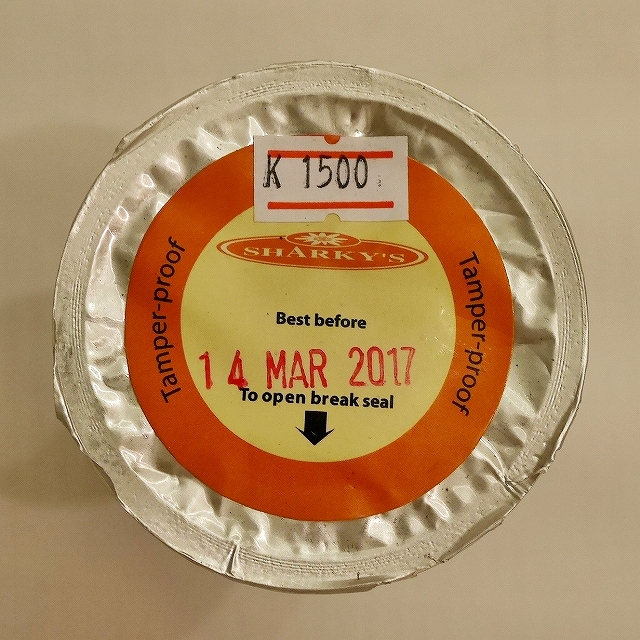 K 1500
SHARKY'S
Tamper-proof
Tamper-proof
Best before
14 MAR 2017
To open break seal